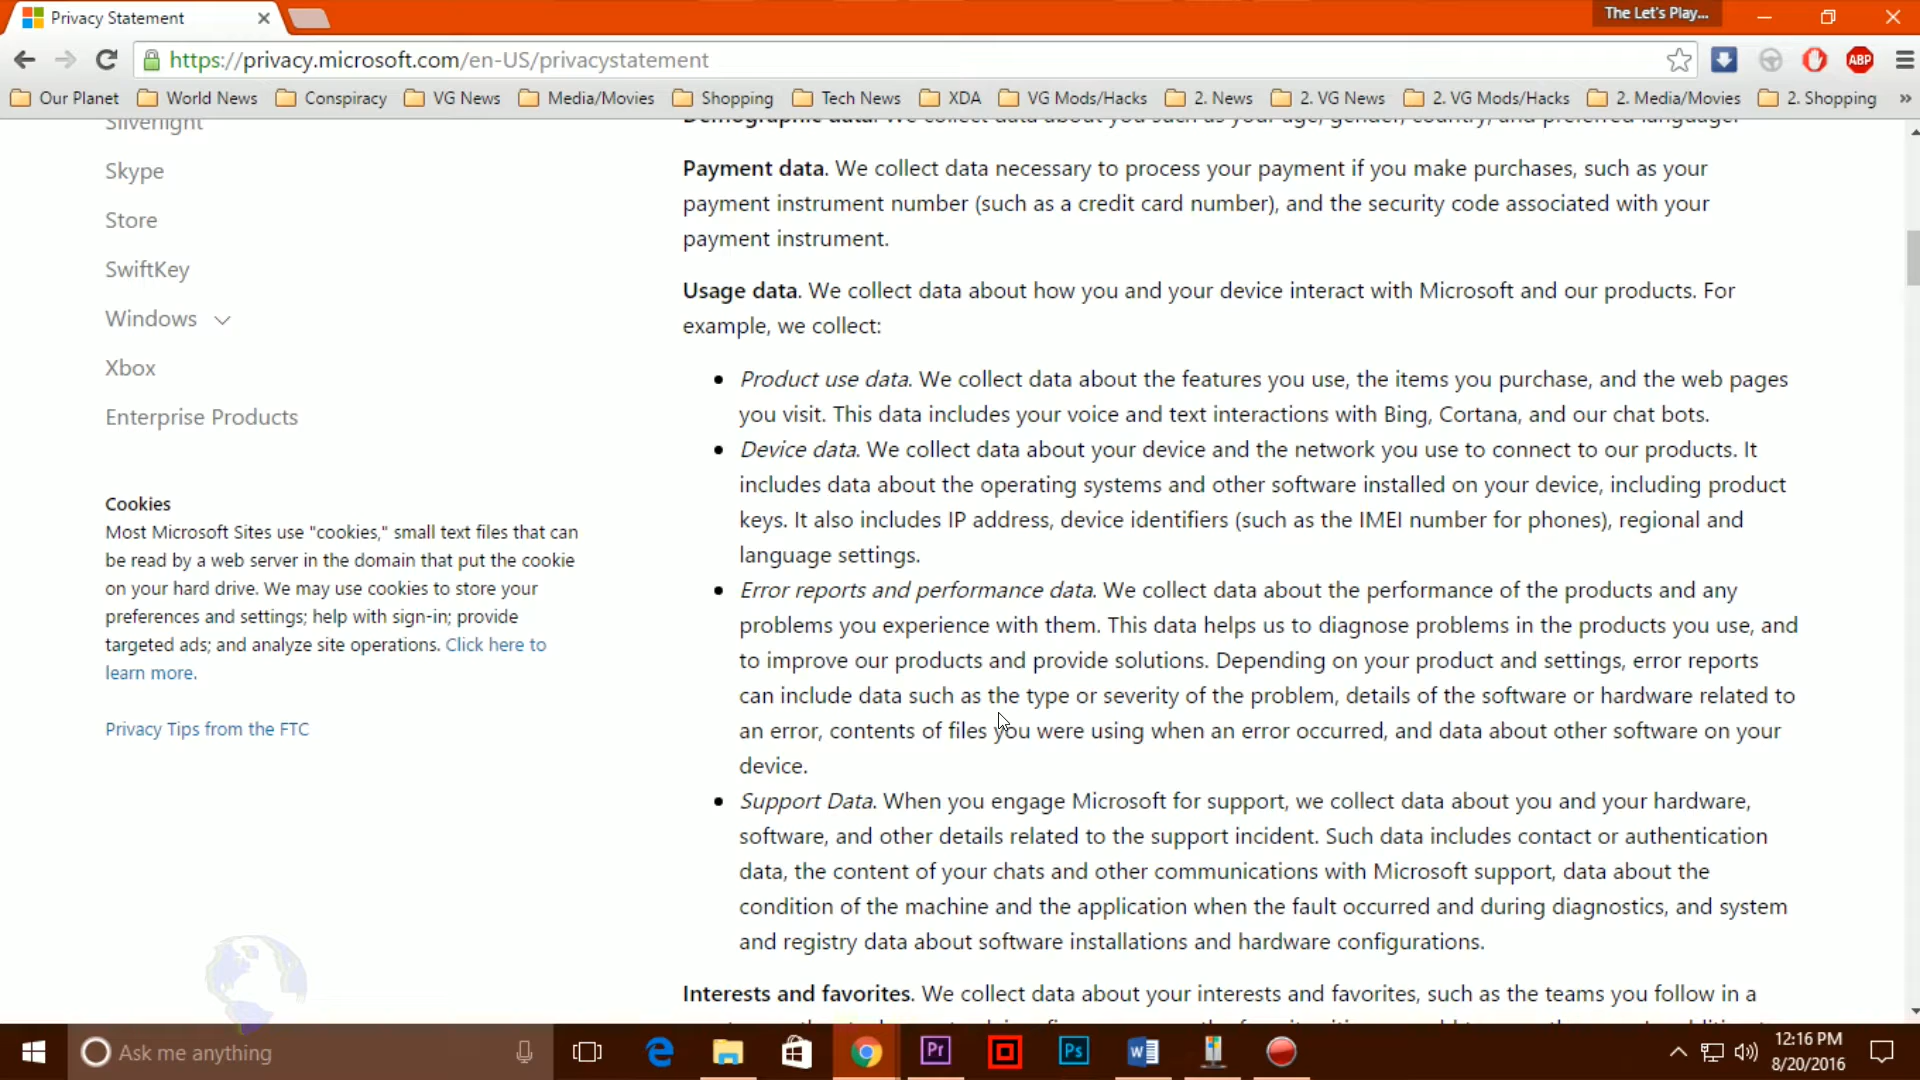 Privacy Statement
The Let's Play...
https://privacy.microsoft.com/en-US/privacystatement
ABP
Our Planet World News Conspiracy VG News Media/Movies Shopping Tech News XDA VG Mods/Hacks 2. News 2. VG News 2. VG Mods/Hacks 2. Media/Movies 2. Shopping »
Silverlight
Skype
Store
SwiftKey
Windows
Xbox
Enterprise Products
Cookies
Most Microsoft Sites use "cookies," small text files that can
be read by a web server in the domain that put the cookie
on your hard drive. We may use cookies to store your
preferences and settings; help with sign-in; provide
targeted ads; and analyze site operations. Click here to
learn more.
Privacy Tips from the FTC
Demographic data. We collect data about you such as your age, gender, country, and preferred language.
Payment data. We collect data necessary to process your payment if you make purchases, such as your
payment instrument number (such as a credit card number), and the security code associated with your
payment instrument.
Usage data. We collect data about how you and your device interact with Microsoft and our products. For
example, we collect:
• Product use data. We collect data about the features you use, the items you purchase, and the web pages
you visit. This data includes your voice and text interactions with Bing, Cortana, and our chat bots.
• Device data. We collect data about your device and the network you use to connect to our products. It
includes data about the operating systems and other software installed on your device, including product
keys. It also includes IP address, device identifiers (such as the IMEI number for phones), regional and
language settings.
• Error reports and performance data. We collect data about the performance of the products and any
problems you experience with them. This data helps us to diagnose problems in the products you use, and
to improve our products and provide solutions. Depending on your product and settings, error reports
can include data such as the type or severity of the problem, details of the software or hardware related to
an error, contents of files you were using when an error occurred, and data about other software on your
device.
• Support Data. When you engage Microsoft for support, we collect data about you and your hardware,
software, and other details related to the support incident. Such data includes contact or authentication
data, the content of your chats and other communications with Microsoft support, data about the
condition of the machine and the application when the fault occurred and during diagnostics, and system
and registry data about software installations and hardware configurations.
Interests and favorites. We collect data about your interests and favorites, such as the teams you follow in a
Ask me anything
Pr
Ps
12:16 PM
8/20/2016